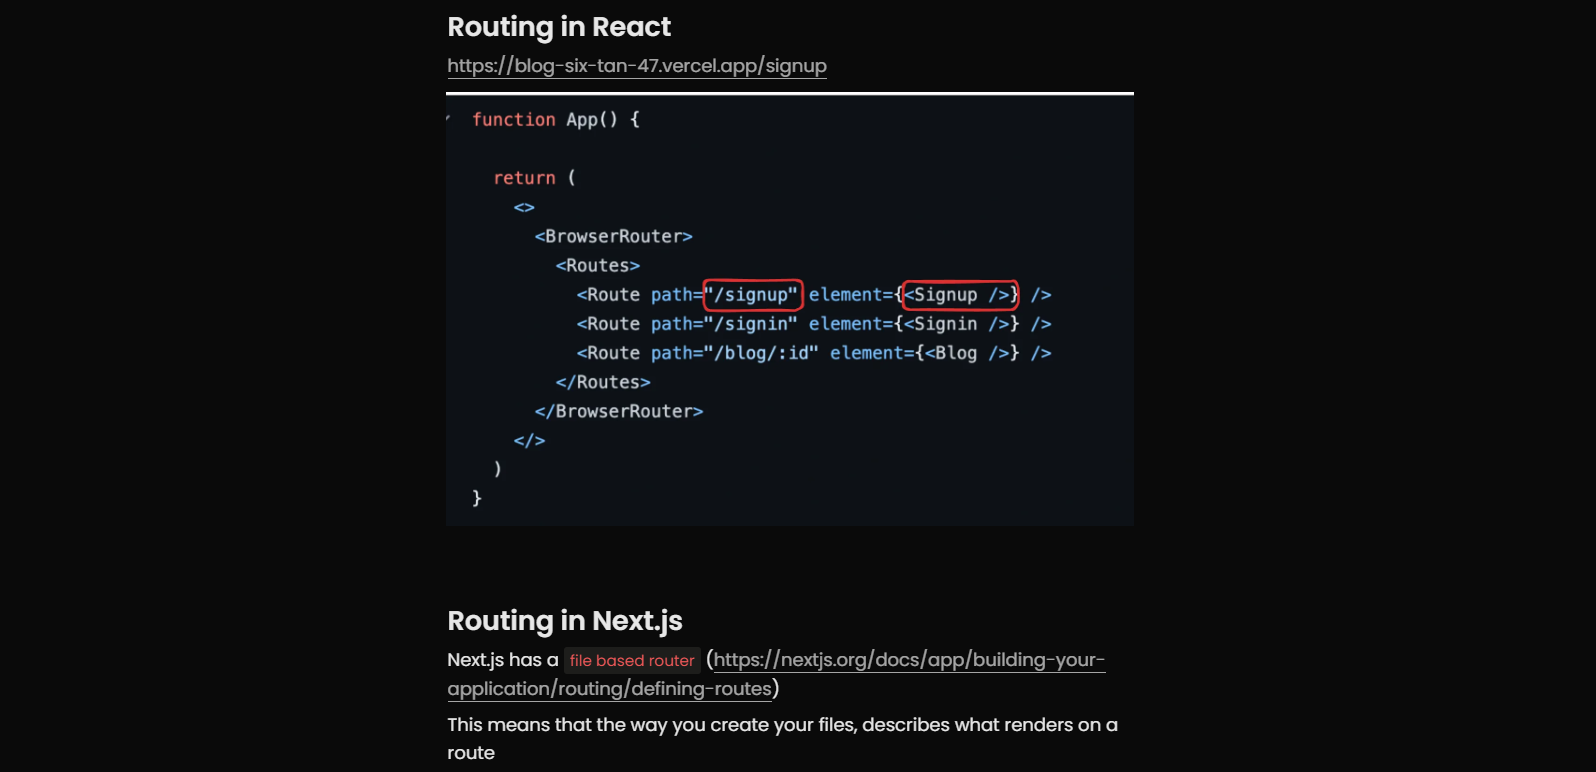 Routing in React
https://blog-six-tan-47.vercel.app/signup
function App() {
return (
<>
<BrowserRouter>
<Routes>
<Route path="/signup" element={<Signup />} />
<Route path="/signin" element={<Signin />} />
<Route path="/blog/:id" element={<Blog />} />
</Routes>
</BrowserRouter>
</>
)
}
Routing in Next.js
Next.js has a file based router (https://nextjs.org/docs/app/building-your-
application/routing/defining-routes)
This means that the way you create your files, describes what renders on a
route